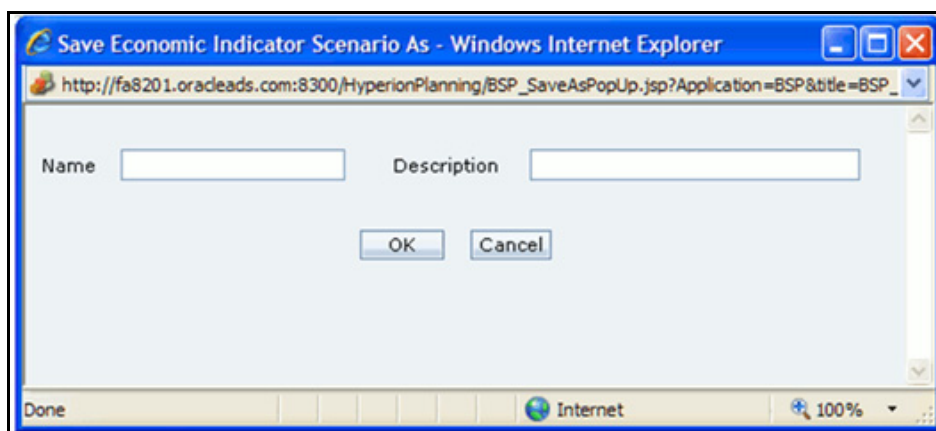 Save Economic Indicator Scenario As - Windows Internet Explorer
http://fa8201.oracleads.com:8300/HyperionPlanning/BSP_SaveAsPopUp.jsp?Application=BSP&title=BSP_
Name Description
OK Cancel
Done Internet 100%